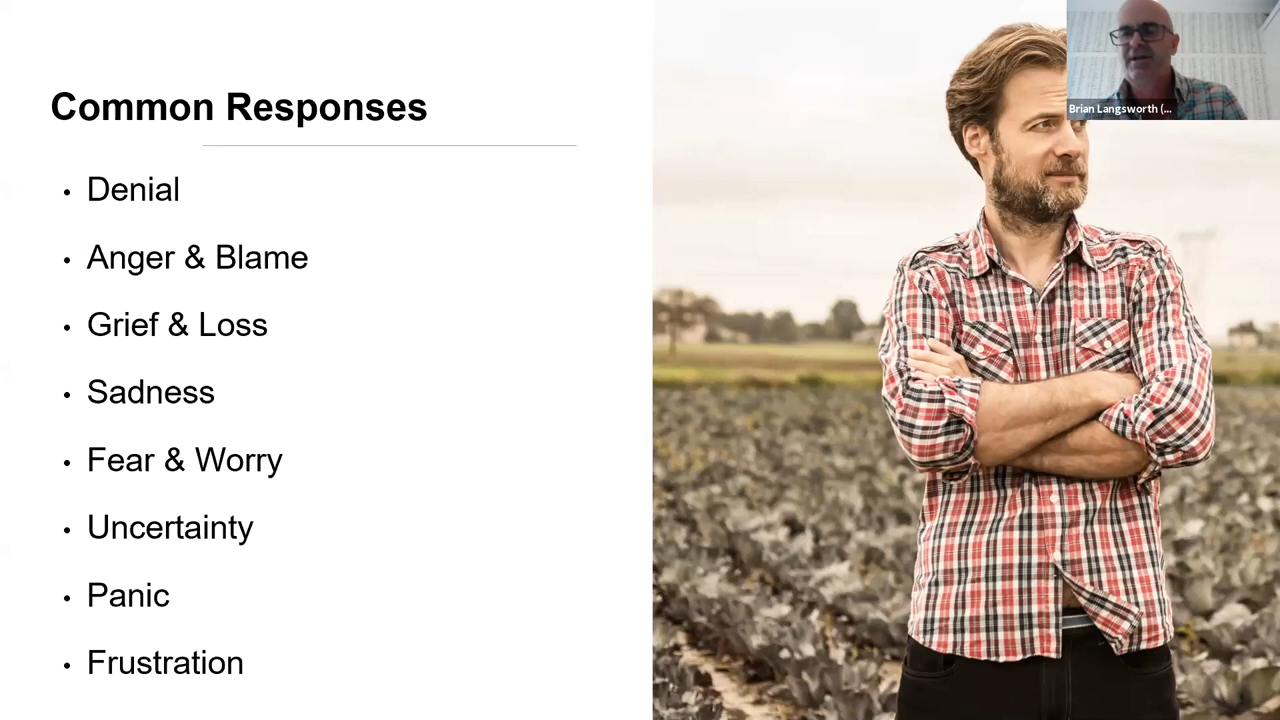 Common Responses
• Denial
• Anger & Blame
• Grief & Loss
• Sadness
• Fear & Worry
• Uncertainty
• Panic
• Frustration
Brian Langsworth (...